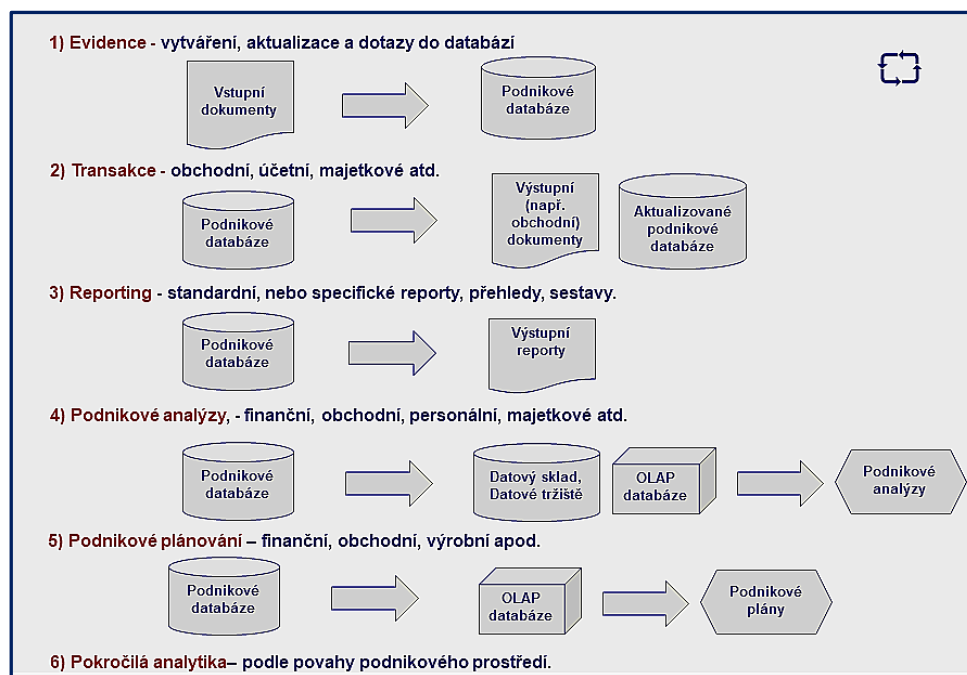 1) Evidence - vytváření, aktualizace a dotazy do databází
Vstupní
dokumenty
Podnikové
databáze
2) Transakce - obchodní, účetní, majetkové atd.
Podnikové
databáze
Výstupní
(např.
obchodní)
dokumenty
Aktualizované
podnikové
databáze
3) Reporting - standardní, nebo specifické reporty, přehledy, sestavy.
Podnikové
databáze
Výstupní
reporty
4) Podnikové analýzy, - finanční, obchodní, personální, majetkové atd.
Podnikové
databáze
Datový sklad,
Datové tržiště
OLAP
databáze
Podnikové
analýzy
5) Podnikové plánování – finanční, obchodní, výrobní apod.
Podnikové
databáze
OLAP
databáze
Podnikové
plány
6) Pokročilá analytika– podle povahy podnikového prostředí.